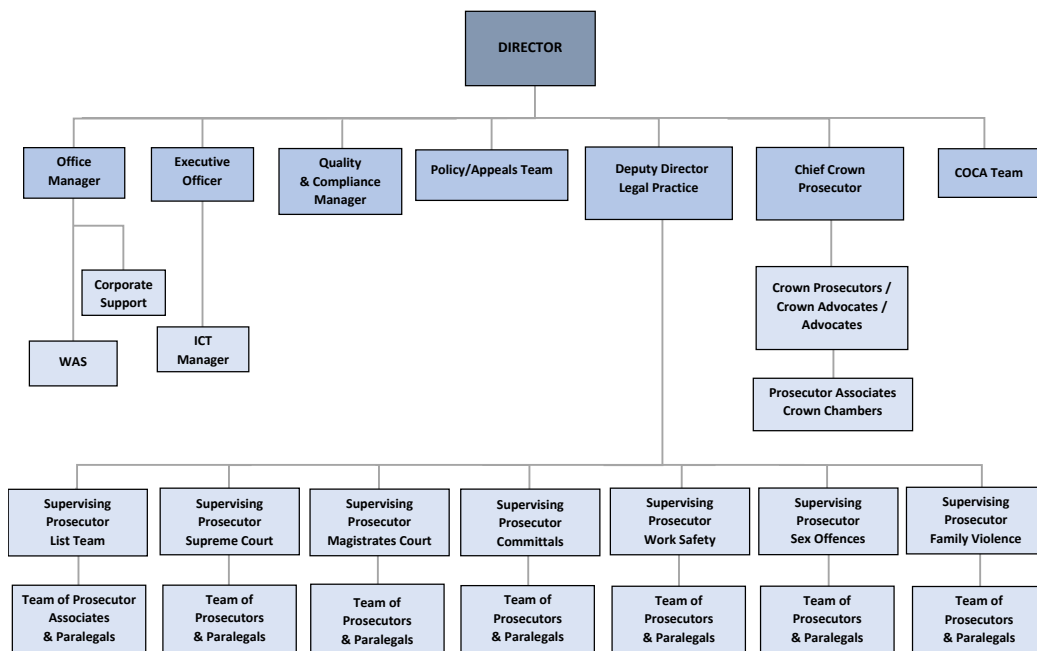 DIRECTOR
Office
Manager
Executive
Officer
Quality
& Compliance
Manager
Policy/Appeals Team
Deputy Director
Legal Practice
Chief Crown
Prosecutor
COCA Team
Corporate
Support
WAS
ICT
Manager
Crown Prosecutors /
Crown Advocates /
Advocates
Prosecutor Associates
Crown Chambers
Supervising
Prosecutor
List Team
Supervising
Prosecutor
Supreme Court
Supervising
Prosecutor
Magistrates Court
Supervising
Prosecutor
Committals
Supervising
Prosecutor
Work Safety
Supervising
Prosecutor
Sex Offences
Supervising
Prosecutor
Family Violence
Team of Prosecutor
Associates
& Paralegals
Team of
Prosecutors
& Paralegals
Team of
Prosecutors
& Paralegals
Team of
Prosecutors
& Paralegals
Team of
Prosecutors
& Paralegals
Team of
Prosecutors
& Paralegals
Team of
Prosecutors
& Paralegals